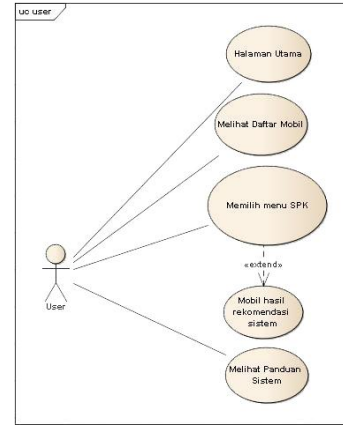 uc user
Halaman Utama
Melihat Daftar Mobil
Memilih menu SPK
«extend»
User
Mobil hasil
rekomendasi
sistem
Melihat Panduan
Sistem